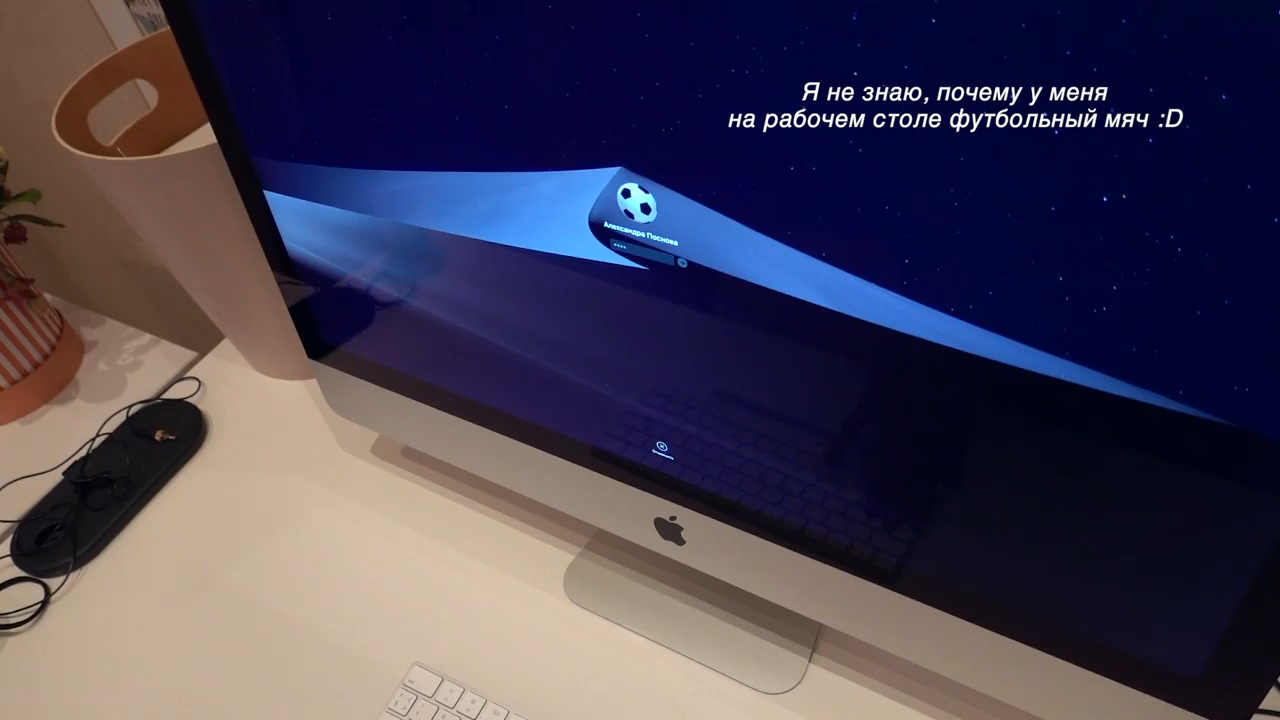 Я не знаю, почему у меня
на рабочем столе футбольный мяч :D
Александра Поснова